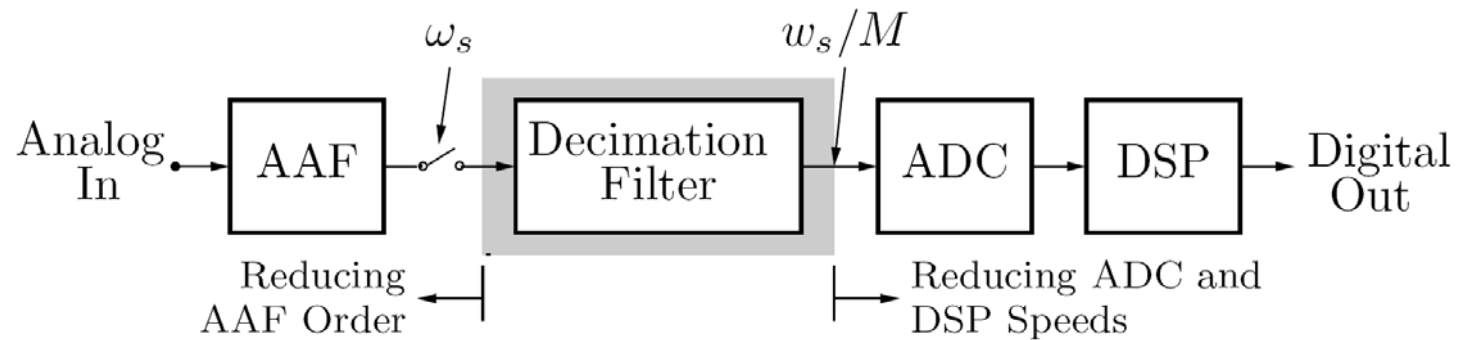 ω_s
w_s/M
Analog
In
AAF
Decimation
Filter
ADC
DSP
Digital
Out
Reducing
AAF Order
Reducing ADC and
DSP Speeds